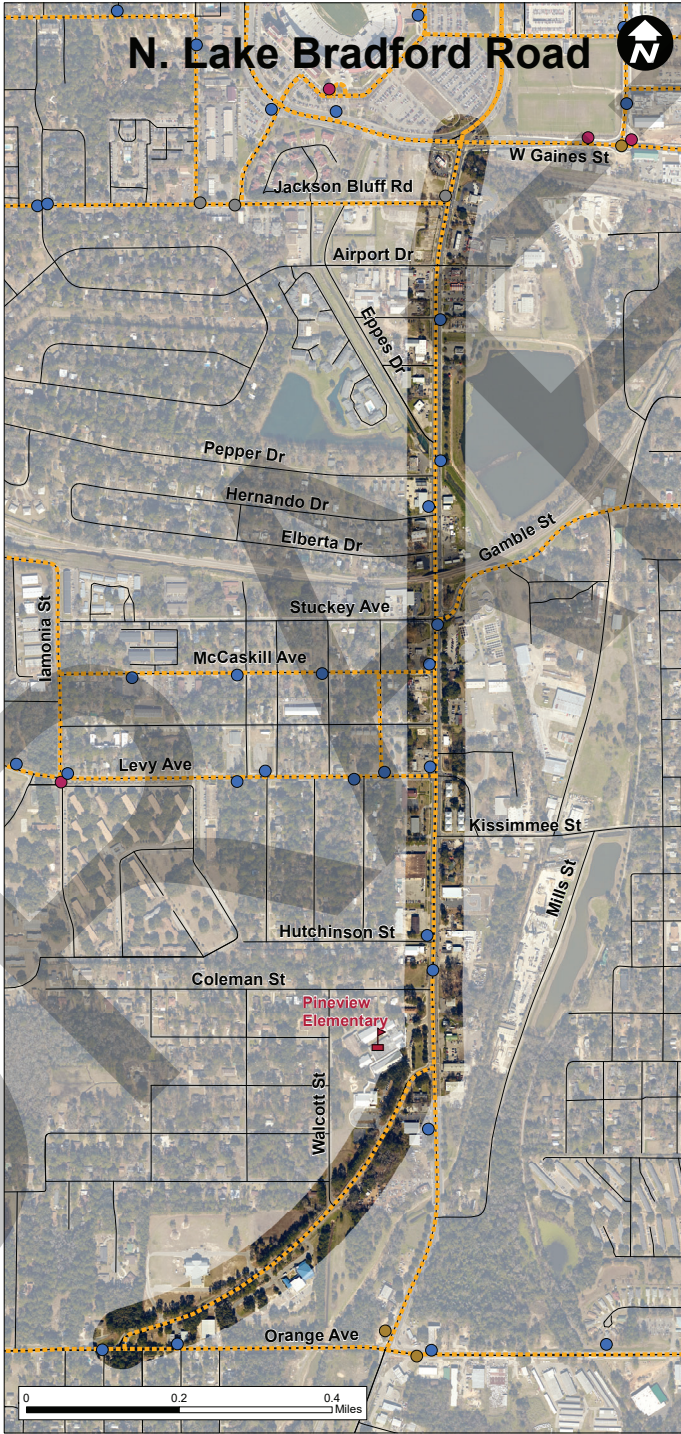 N. Lake Bradford Road
N
W Gaines St
Jackson Bluff Rd
Airport Dr
Eppes Dr
Pepper Dr
Hernando Dr
Elberta Dr
Gamble St
Stuckey Ave
Iamonia St
McCaskill Ave
Levy Ave
Kissimmee St
Mills St
Hutchinson St
Coleman St
Pineview
Elementary
Walcott St
Orange Ave
0 0.2 0.4
Miles